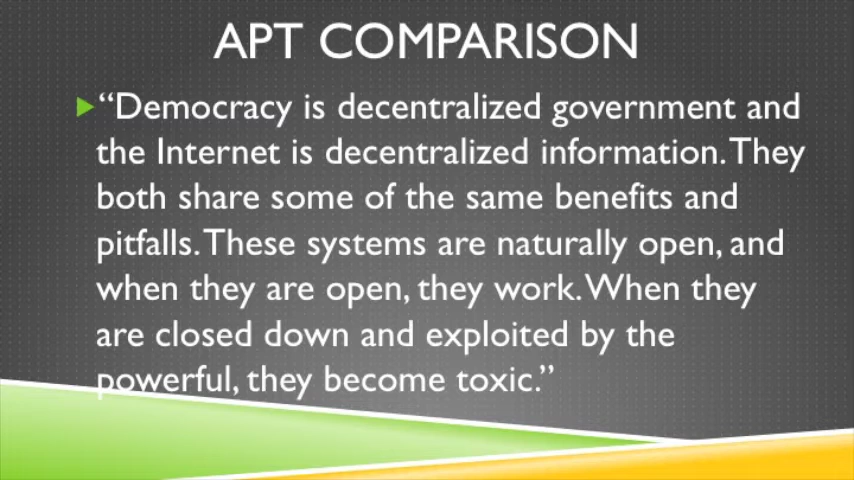 APT COMPARISON
“Democracy is decentralized government and
the Internet is decentralized information. They
both share some of the same benefits and
pitfalls. These systems are naturally open, and
when they are open, they work. When they
are closed down and exploited by the
powerful, they become toxic.”